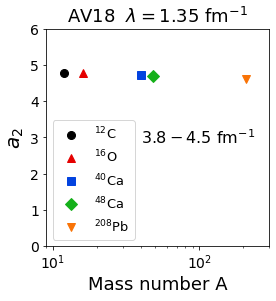 AV18 λ = 1.35 fm⁻¹
6
5
4
3
2
1
0
a₂
3.8 − 4.5 fm⁻¹
¹²C
¹⁶O
⁴⁰Ca
⁴⁸Ca
²⁰⁸Pb
10¹ 10²
Mass number A